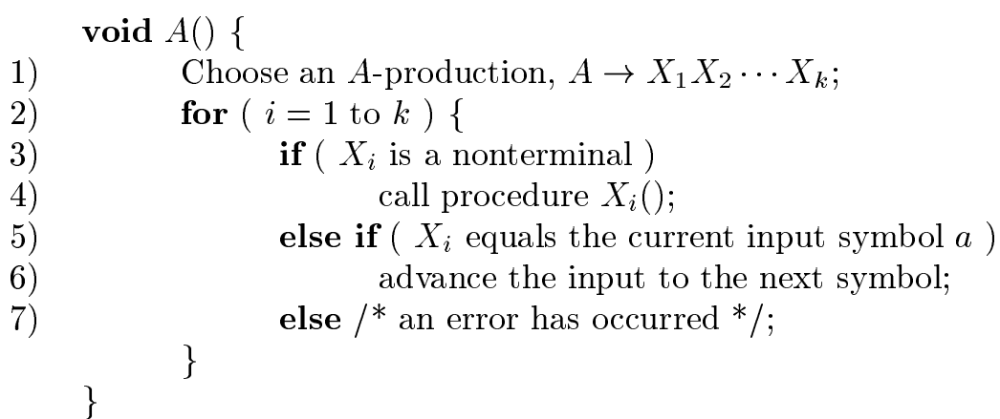 void A() {
1) Choose an A-production, A → X₁X₂ ⋯ Xₖ;
2) for ( i = 1 to k ) {
3) if ( Xᵢ is a nonterminal )
4) call procedure Xᵢ();
5) else if ( Xᵢ equals the current input symbol a )
6) advance the input to the next symbol;
7) else /* an error has occurred */;
}
}